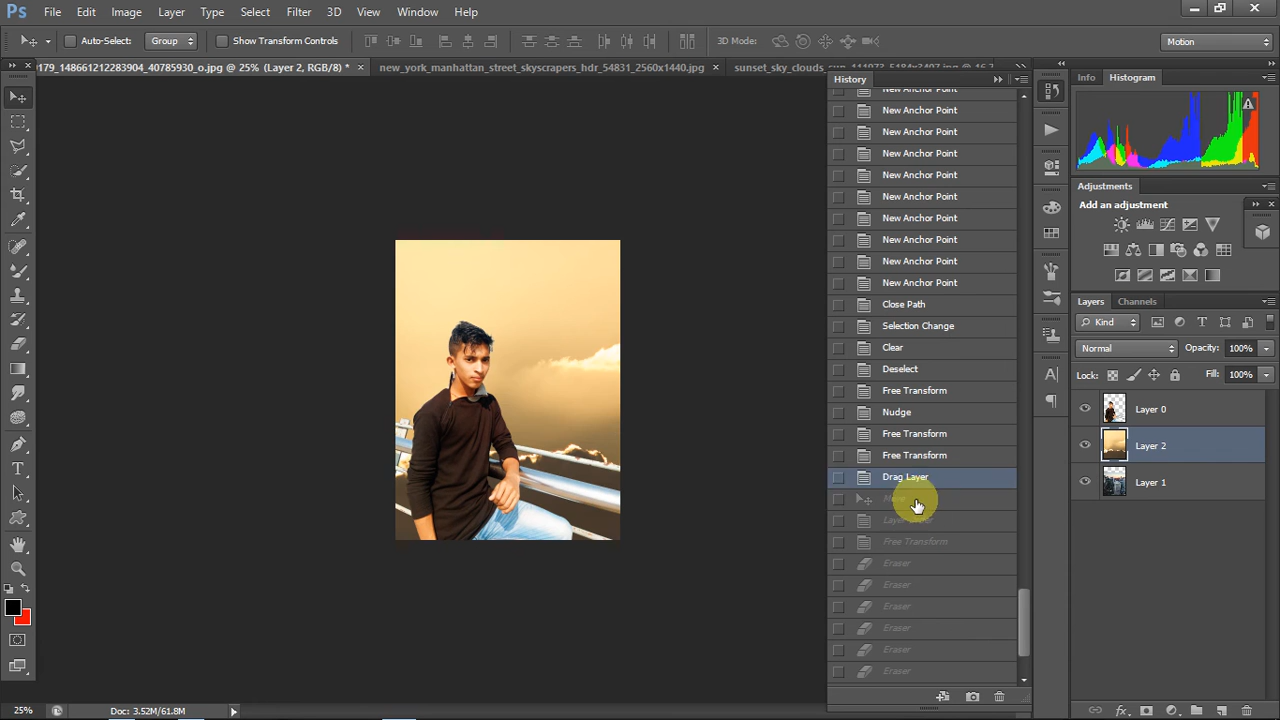 Ps File Edit Image Layer Type Select Filter 3D View Window Help
Auto-Select: Group Show Transform Controls 3D Mode: Motion
179_148661212283904_40785930_o.jpg @ 25% (Layer 2, RGB/8) * × new_york_manhattan_street_skyscrapers_hdr_54831_2560x1440.jpg ×
History
Info Histogram
New Anchor Point
New Anchor Point
New Anchor Point
New Anchor Point
New Anchor Point
New Anchor Point
New Anchor Point
New Anchor Point
New Anchor Point
New Anchor Point
Close Path
Selection Change
Clear
Deselect
Free Transform
Nudge
Free Transform
Free Transform
Drag Layer
Free Transform
Eraser
Eraser
Eraser
Eraser
Eraser
Eraser
Adjustments
Add an adjustment
Layers Channels
Kind
Normal Opacity: 100%
Lock: Fill: 100%
Layer 0
Layer 2
Layer 1
25% Doc: 3.52M/61.8M